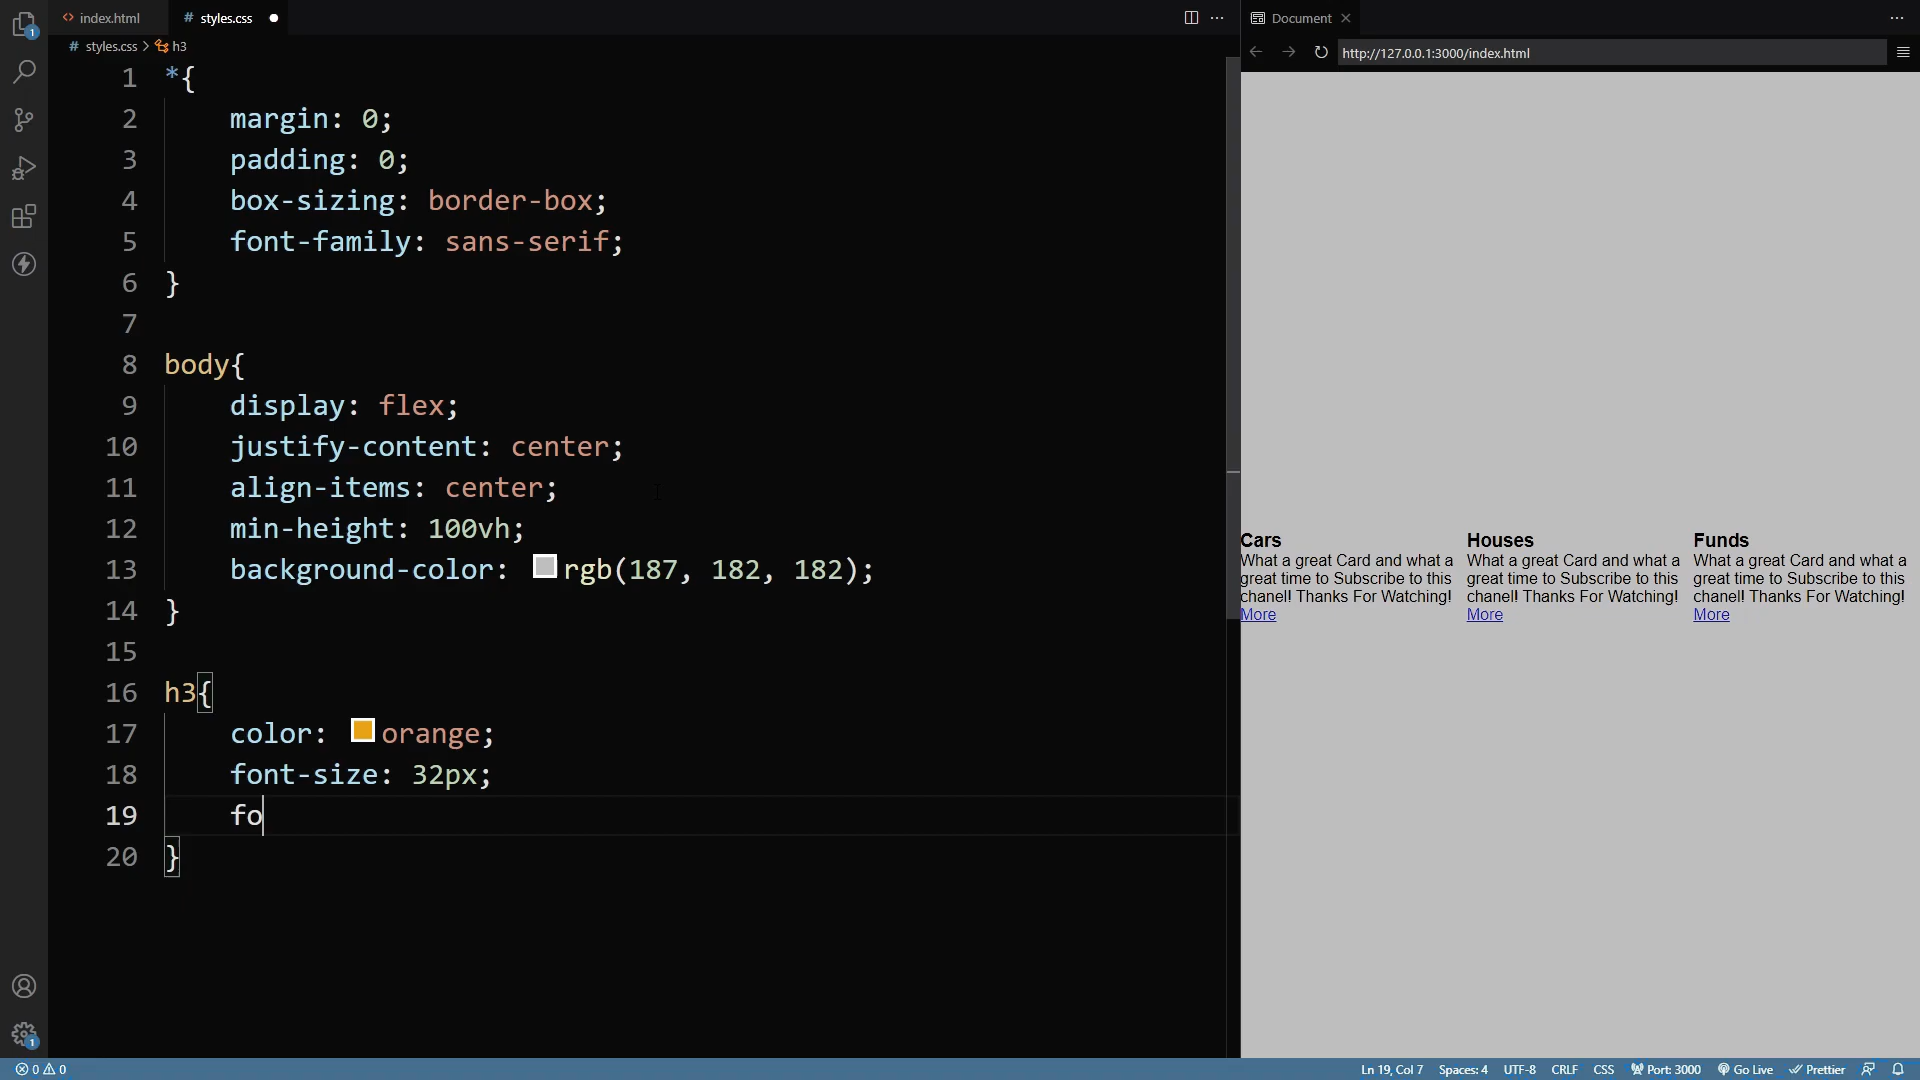 index.html
# styles.css
Document
# styles.css > h3
http://127.0.0.1:3000/index.html
1 *{
2 margin: 0;
3 padding: 0;
4 box-sizing: border-box;
5 font-family: sans-serif;
6 }
7
8 body{
9 display: flex;
10 justify-content: center;
11 align-items: center;
12 min-height: 100vh;
13 background-color: rgb(187, 182, 182);
14 }
15
16 h3{
17 color: orange;
18 font-size: 32px;
19 fo
20 }
Cars
What a great Card and what a
great time to Subscribe to this
chanel! Thanks For Watching!
More
Houses
What a great Card and what a
great time to Subscribe to this
chanel! Thanks For Watching!
More
Funds
What a great Card and what a
great time to Subscribe to this
chanel! Thanks For Watching!
More
1
1
0 0 Ln 19, Col 7 Spaces: 4 UTF-8 CRLF CSS Port: 3000 Go Live Prettier